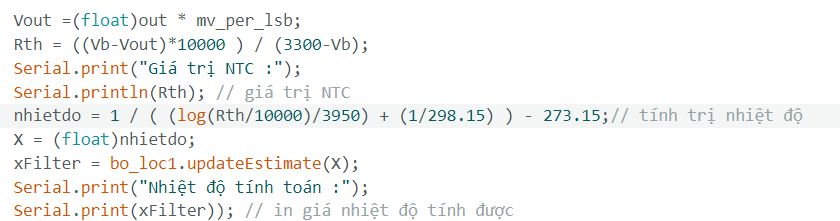 Vout =(float)out * mv_per_lsb;
Rth = ((Vb-Vout)*10000 ) / (3300-Vb);
Serial.print("Giá trị NTC :");
Serial.println(Rth); // giá trị NTC
nhietdo = 1 / ( (log(Rth/10000)/3950) + (1/298.15) ) - 273.15;// tính trị nhiệt độ
X = (float)nhietdo;
xFilter = bo_loc1.updateEstimate(X);
Serial.print("Nhiệt độ tính toán :");
Serial.print(xFilter)); // in giá nhiệt độ tính được